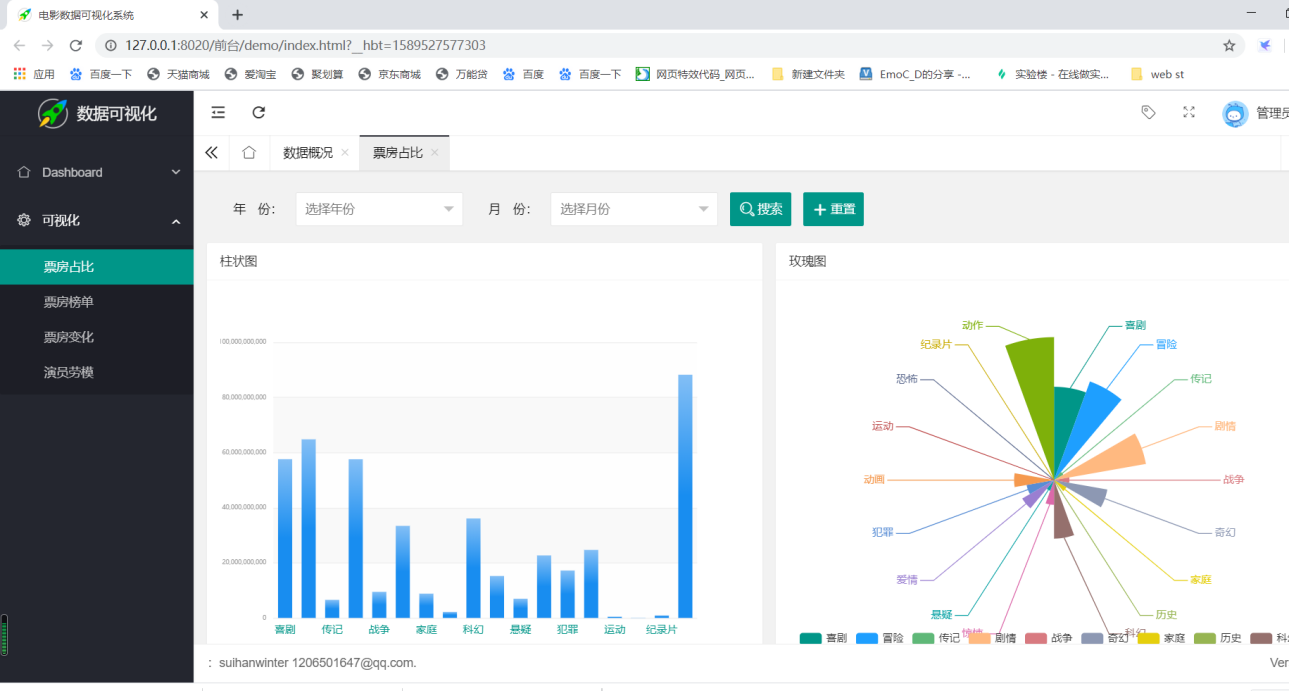 电影数据可视化系统
127.0.0.1:8020/前台/demo/index.html?__hbt=1589527577303
应用 百度一下 天猫商城 爱淘宝 聚划算 京东商城 万能贷 百度 百度一下 网页特效代码_网页... 新建文件夹 EmoC_D的分享 -... 实验楼 - 在线做实... web st
数据可视化
管理员
数据概况 票房占比
Dashboard
可视化
票房占比
票房榜单
票房变化
演员劳模
年 份: 选择年份 月 份: 选择月份 搜索 重置
柱状图
100,000,000,000
80,000,000,000
60,000,000,000
40,000,000,000
20,000,000,000
0
喜剧 传记 战争 家庭 科幻 悬疑 犯罪 运动 纪录片
玫瑰图
动作 喜剧
纪录片 冒险
恐怖 传记
运动 剧情
动画 战争
犯罪 奇幻
爱情 家庭
悬疑 历史
惊悚 科幻
喜剧 冒险 传记 剧情 战争 奇幻 家庭 历史 科幻
: suihanwinter 1206501647@qq.com.
Ver